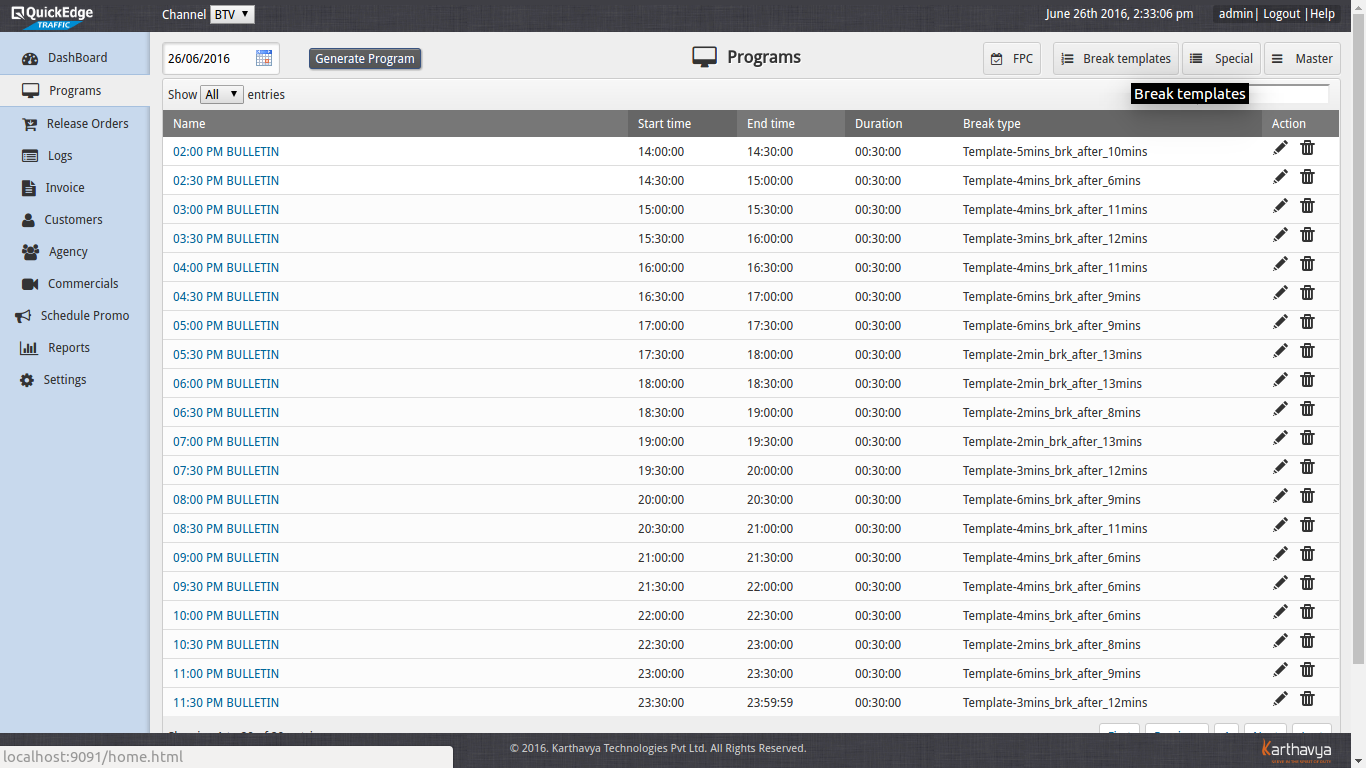 QuickEdge
TRAFFIC
Channel BTV
June 26th 2016, 2:33:06 pm admin| Logout |Help
DashBoard
Programs
Release Orders
Logs
Invoice
Customers
Agency
Commercials
Schedule Promo
Reports
Settings
26/06/2016 Generate Program Programs FPC Break templates Special Master
Show All entries
Break templates
Name Start time End time Duration Break type Action
02:00 PM BULLETIN 14:00:00 14:30:00 00:30:00 Template-5mins_brk_after_10mins
02:30 PM BULLETIN 14:30:00 15:00:00 00:30:00 Template-4mins_brk_after_6mins
03:00 PM BULLETIN 15:00:00 15:30:00 00:30:00 Template-4mins_brk_after_11mins
03:30 PM BULLETIN 15:30:00 16:00:00 00:30:00 Template-3mins_brk_after_12mins
04:00 PM BULLETIN 16:00:00 16:30:00 00:30:00 Template-4mins_brk_after_11mins
04:30 PM BULLETIN 16:30:00 17:00:00 00:30:00 Template-6mins_brk_after_9mins
05:00 PM BULLETIN 17:00:00 17:30:00 00:30:00 Template-6mins_brk_after_9mins
05:30 PM BULLETIN 17:30:00 18:00:00 00:30:00 Template-2min_brk_after_13mins
06:00 PM BULLETIN 18:00:00 18:30:00 00:30:00 Template-2min_brk_after_13mins
06:30 PM BULLETIN 18:30:00 19:00:00 00:30:00 Template-2mins_brk_after_8mins
07:00 PM BULLETIN 19:00:00 19:30:00 00:30:00 Template-2min_brk_after_13mins
07:30 PM BULLETIN 19:30:00 20:00:00 00:30:00 Template-3mins_brk_after_12mins
08:00 PM BULLETIN 20:00:00 20:30:00 00:30:00 Template-6mins_brk_after_9mins
08:30 PM BULLETIN 20:30:00 21:00:00 00:30:00 Template-4mins_brk_after_11mins
09:00 PM BULLETIN 21:00:00 21:30:00 00:30:00 Template-4mins_brk_after_6mins
09:30 PM BULLETIN 21:30:00 22:00:00 00:30:00 Template-4mins_brk_after_6mins
10:00 PM BULLETIN 22:00:00 22:30:00 00:30:00 Template-4mins_brk_after_6mins
10:30 PM BULLETIN 22:30:00 23:00:00 00:30:00 Template-2mins_brk_after_8mins
11:00 PM BULLETIN 23:00:00 23:30:00 00:30:00 Template-6mins_brk_after_9mins
11:30 PM BULLETIN 23:30:00 23:59:59 00:30:00 Template-3mins_brk_after_12mins
© 2016. Karthavya Technologies Pvt Ltd. All Rights Reserved.
Karthavya
localhost:9091/home.html